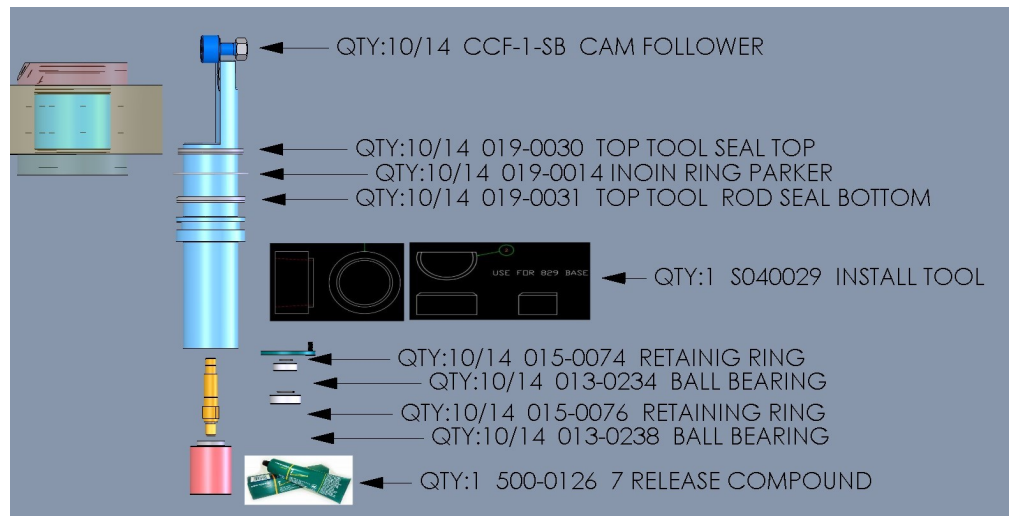 QTY:10/14 CCF-1-SB CAM FOLLOWER
QTY:10/14 019-0030 TOP TOOL SEAL TOP
QTY:10/14 019-0014 INOIN RING PARKER
QTY:10/14 019-0031 TOP TOOL ROD SEAL BOTTOM
USE FOR 829 BASE
QTY:1 S040029 INSTALL TOOL
QTY:10/14 015-0074 RETAINIG RING
QTY:10/14 013-0234 BALL BEARING
QTY:10/14 015-0076 RETAINING RING
QTY:10/14 013-0238 BALL BEARING
QTY:1 500-0126 7 RELEASE COMPOUND